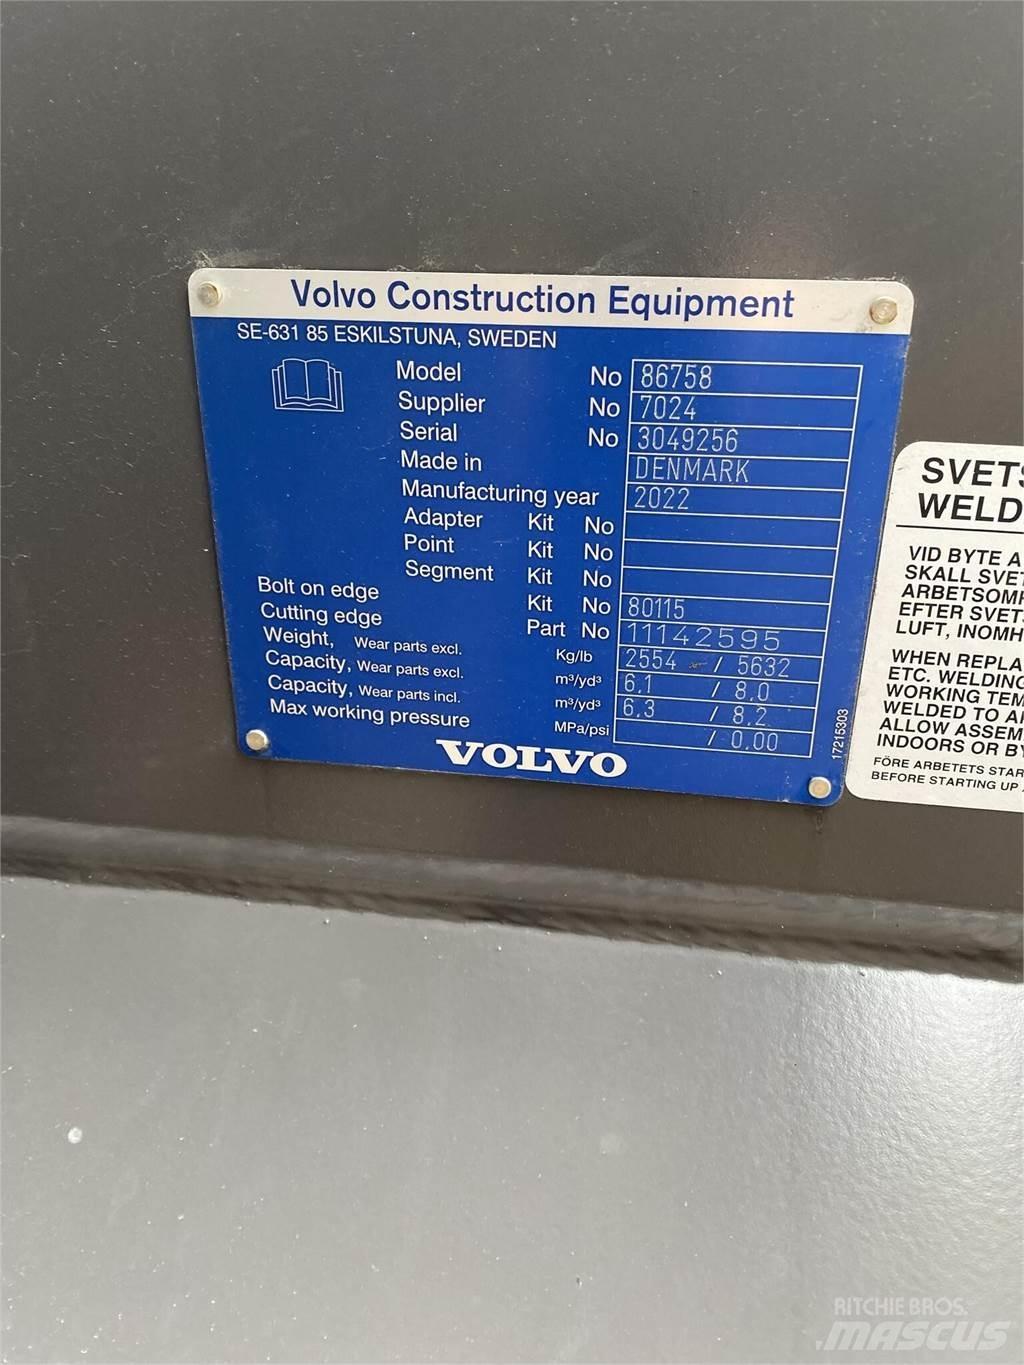 Volvo Construction Equipment
SE-631 85 ESKILSTUNA, SWEDEN
Model No 86758
Supplier No 7024
Serial No 3049256
Made in DENMARK
Manufacturing year 2022
Adapter Kit No
Point Kit No
Segment Kit No
Bolt on edge Kit No 80115
Cutting edge Part No 11142595
Weight, Wear parts excl. Kg/lb 2554 / 5632
Capacity, Wear parts excl. m³/yd³ 6.1 / 8.0
Capacity, Wear parts incl. m³/yd³ 6.3 / 8.2
Max working pressure MPa/psi / 0.00
VOLVO
17215303
SVETS
WELD
VID BYTE A
SKALL SVET
ARBETSOMR
EFTER SVETS
LUFT, INOMH
WHEN REPLA
ETC. WELDING
WORKING TEM
WELDED TO A
ALLOW ASSEM
INDOORS OR BY
FÖRE ARBETETS STAR
BEFORE STARTING UP
RITCHIE BROS.
MASCUS